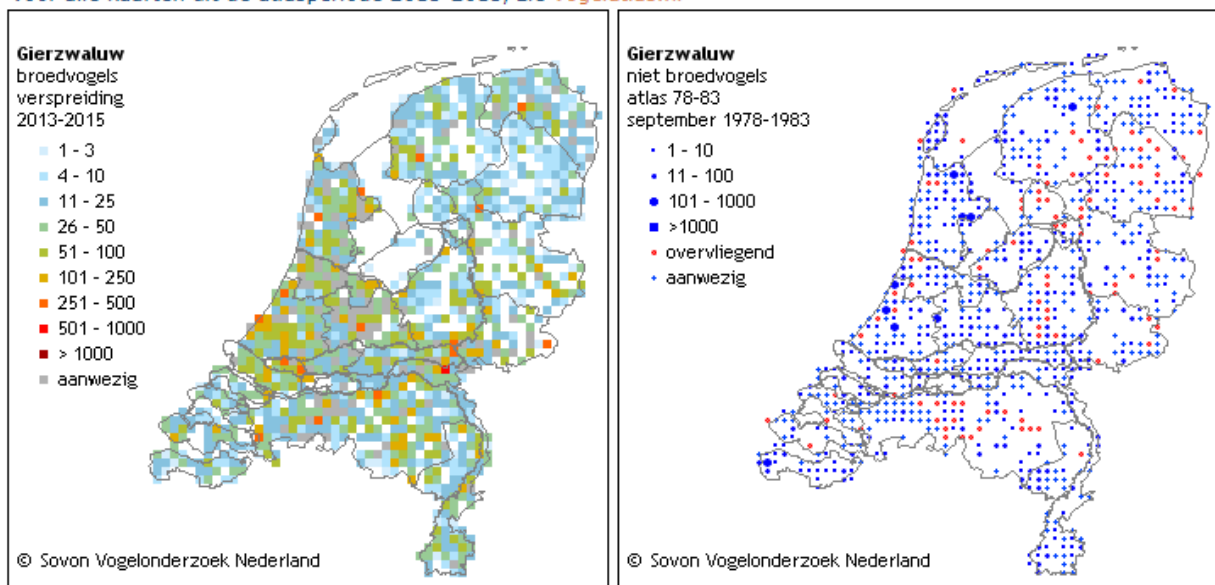 Gierzwaluw
broedvogels
verspreiding
2013-2015
1 - 3
4 - 10
11 - 25
26 - 50
51 - 100
101 - 250
251 - 500
501 - 1000
> 1000
aanwezig
© Sovon Vogelonderzoek Nederland
Gierzwaluw
niet broedvogels
atlas 78-83
september 1978-1983
1 - 10
11 - 100
101 - 1000
>1000
overvliegend
aanwezig
© Sovon Vogelonderzoek Nederland